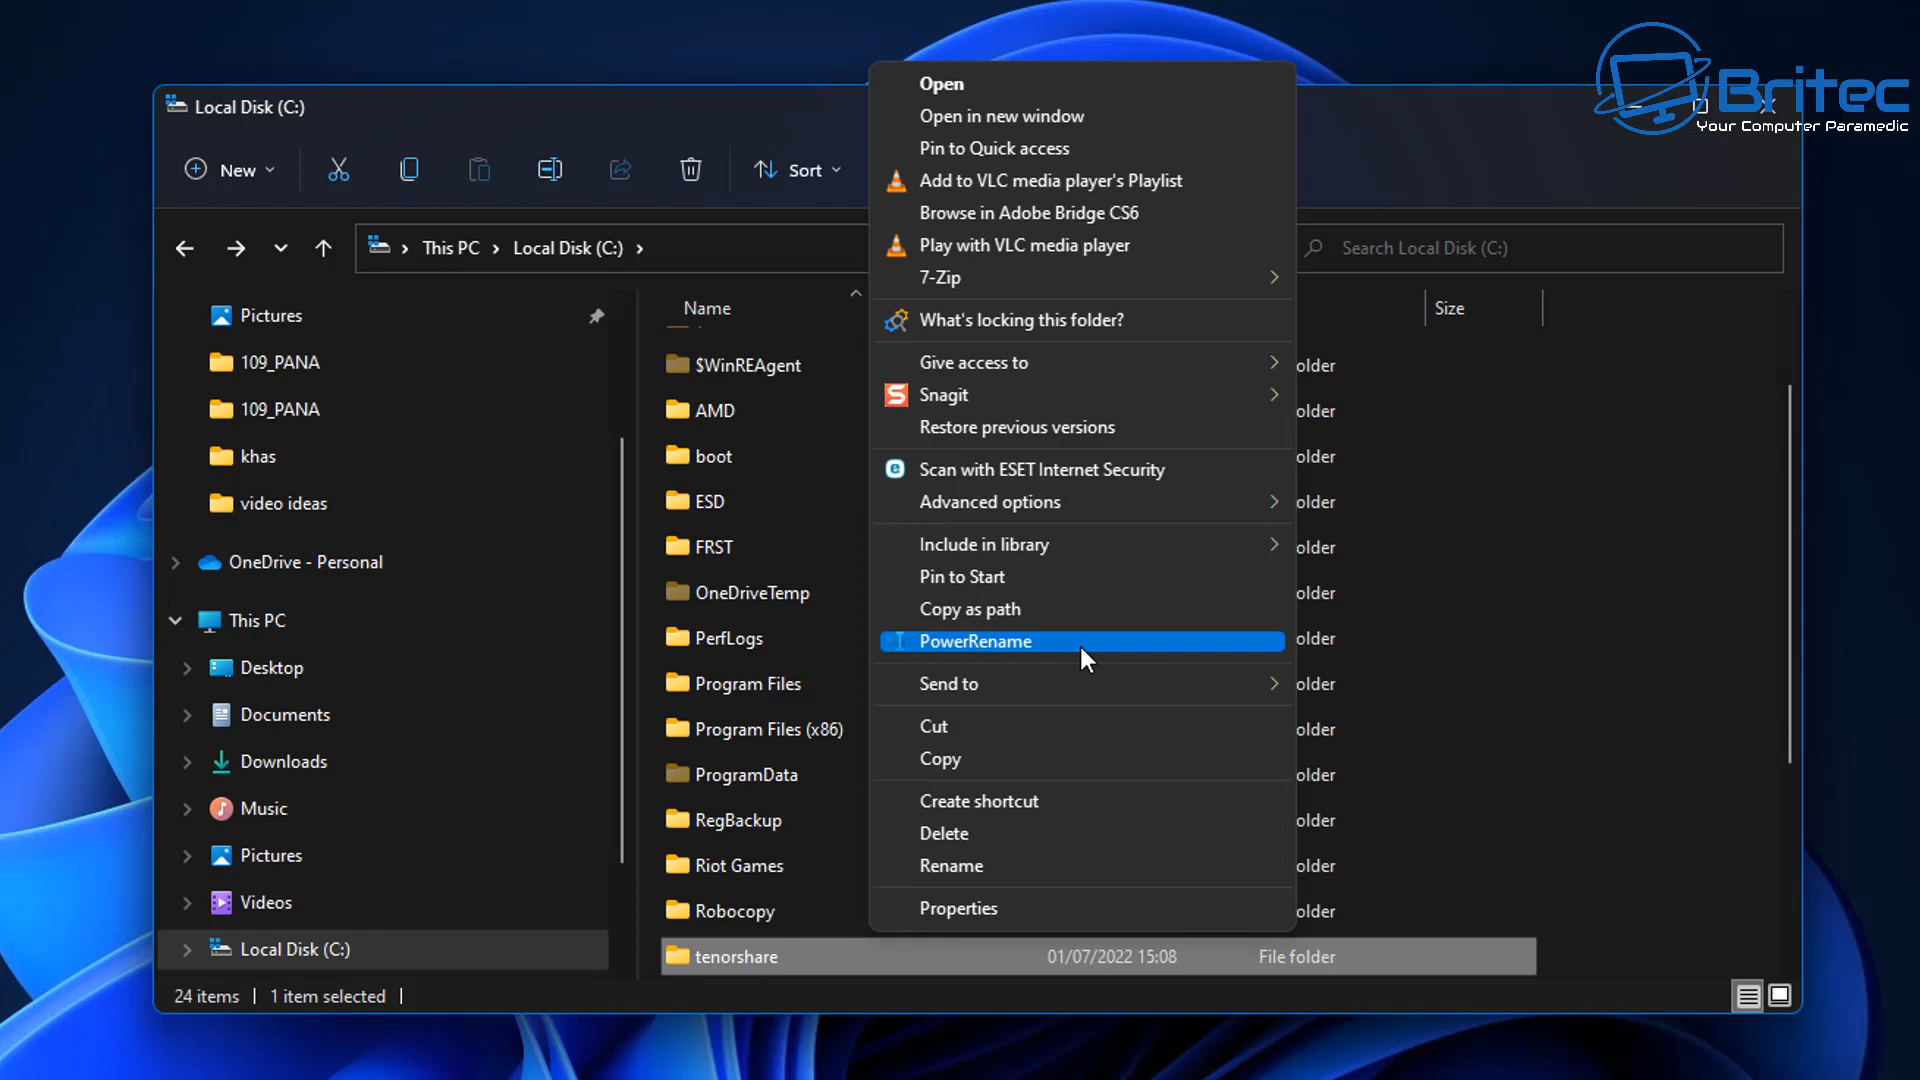 Britec
Your Computer Paramedic
Local Disk (C:)
New
Sort
This PC
Local Disk (C:)
Search Local Disk (C:)
Pictures
109_PANA
109_PANA
khas
video ideas
OneDrive - Personal
This PC
Desktop
Documents
Downloads
Music
Pictures
Videos
Local Disk (C:)
Name
Size
$WinREAgent
older
AMD
older
boot
older
ESD
older
FRST
older
OneDriveTemp
older
PerfLogs
older
Program Files
older
Program Files (x86)
older
ProgramData
older
RegBackup
older
Riot Games
older
Robocopy
older
tenorshare
01/07/2022 15:08
File folder
Open
Open in new window
Pin to Quick access
Add to VLC media player's Playlist
Browse in Adobe Bridge CS6
Play with VLC media player
7-Zip
What's locking this folder?
Give access to
Snagit
Restore previous versions
Scan with ESET Internet Security
Advanced options
Include in library
Pin to Start
Copy as path
PowerRename
Send to
Cut
Copy
Create shortcut
Delete
Rename
Properties
24 items
1 item selected